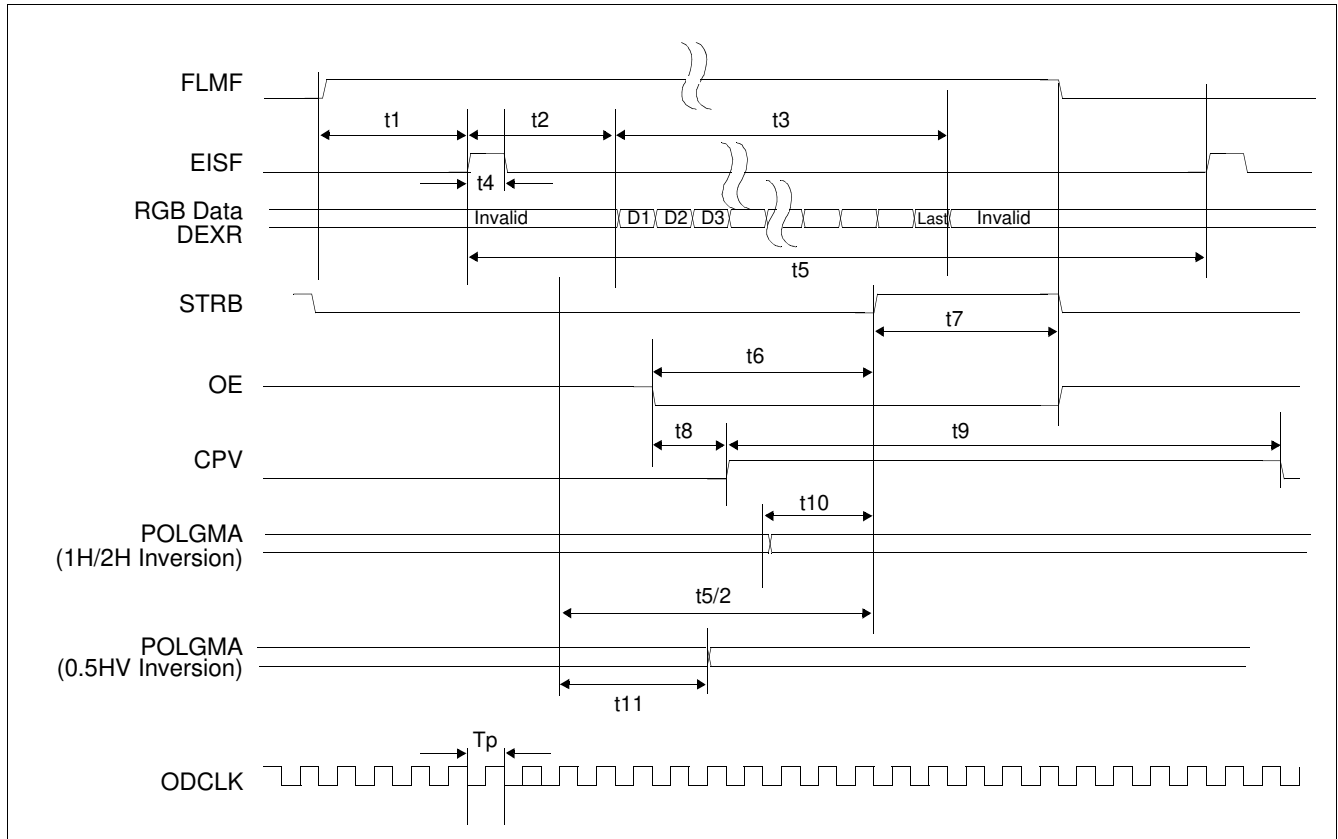 FLMF
t1
t2
t3
EISF
t4
RGB Data
DEXR
Invalid
D1
D2
D3
Last
Invalid
t5
STRB
t7
t6
OE
t8
t9
CPV
t10
POLGMA
(1H/2H Inversion)
t5/2
POLGMA
(0.5HV Inversion)
t11
Tp
ODCLK